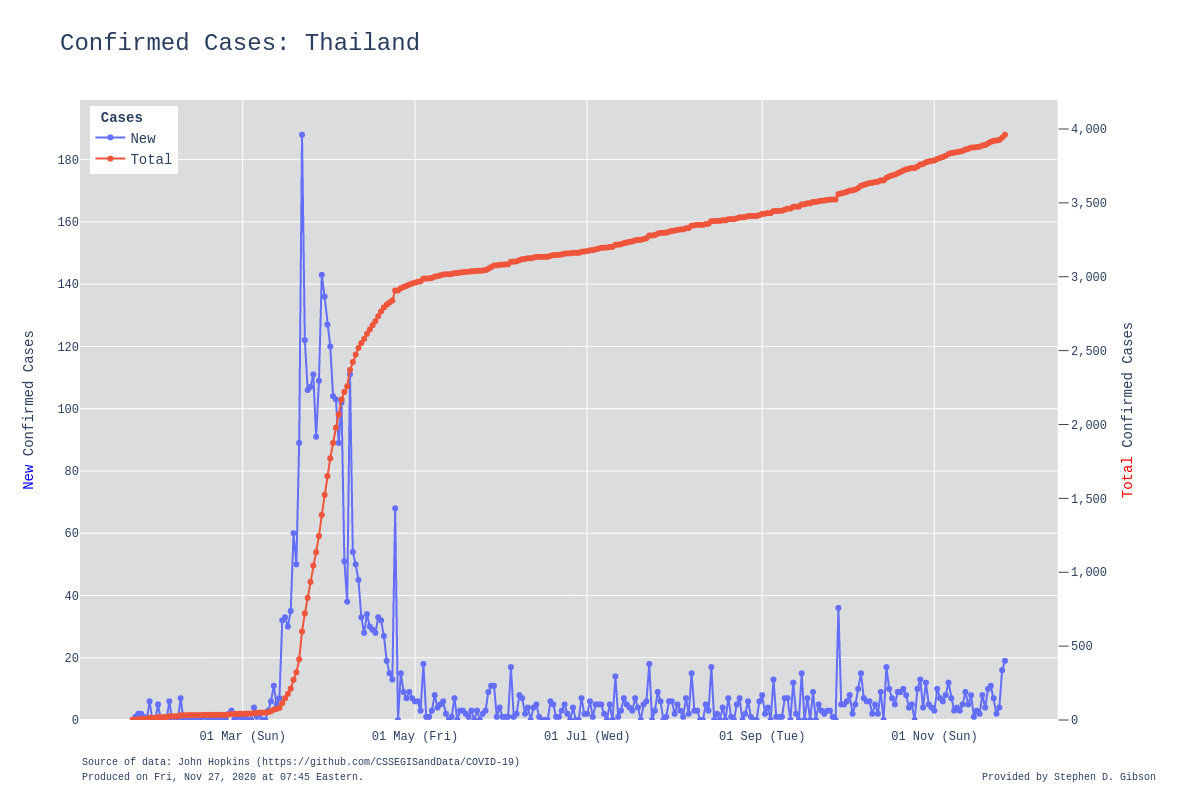 Confirmed Cases: Thailand
Cases
New
Total
180
160
140
120
100
80
60
40
20
0
New Confirmed Cases
4,000
3,500
3,000
2,500
2,000
1,500
1,000
500
0
Total Confirmed Cases
01 Mar (Sun)
01 May (Fri)
01 Jul (Wed)
01 Sep (Tue)
01 Nov (Sun)
Source of data: John Hopkins (https://github.com/CSSEGISandData/COVID-19)
Produced on Fri, Nov 27, 2020 at 07:45 Eastern.
Provided by Stephen D. Gibson